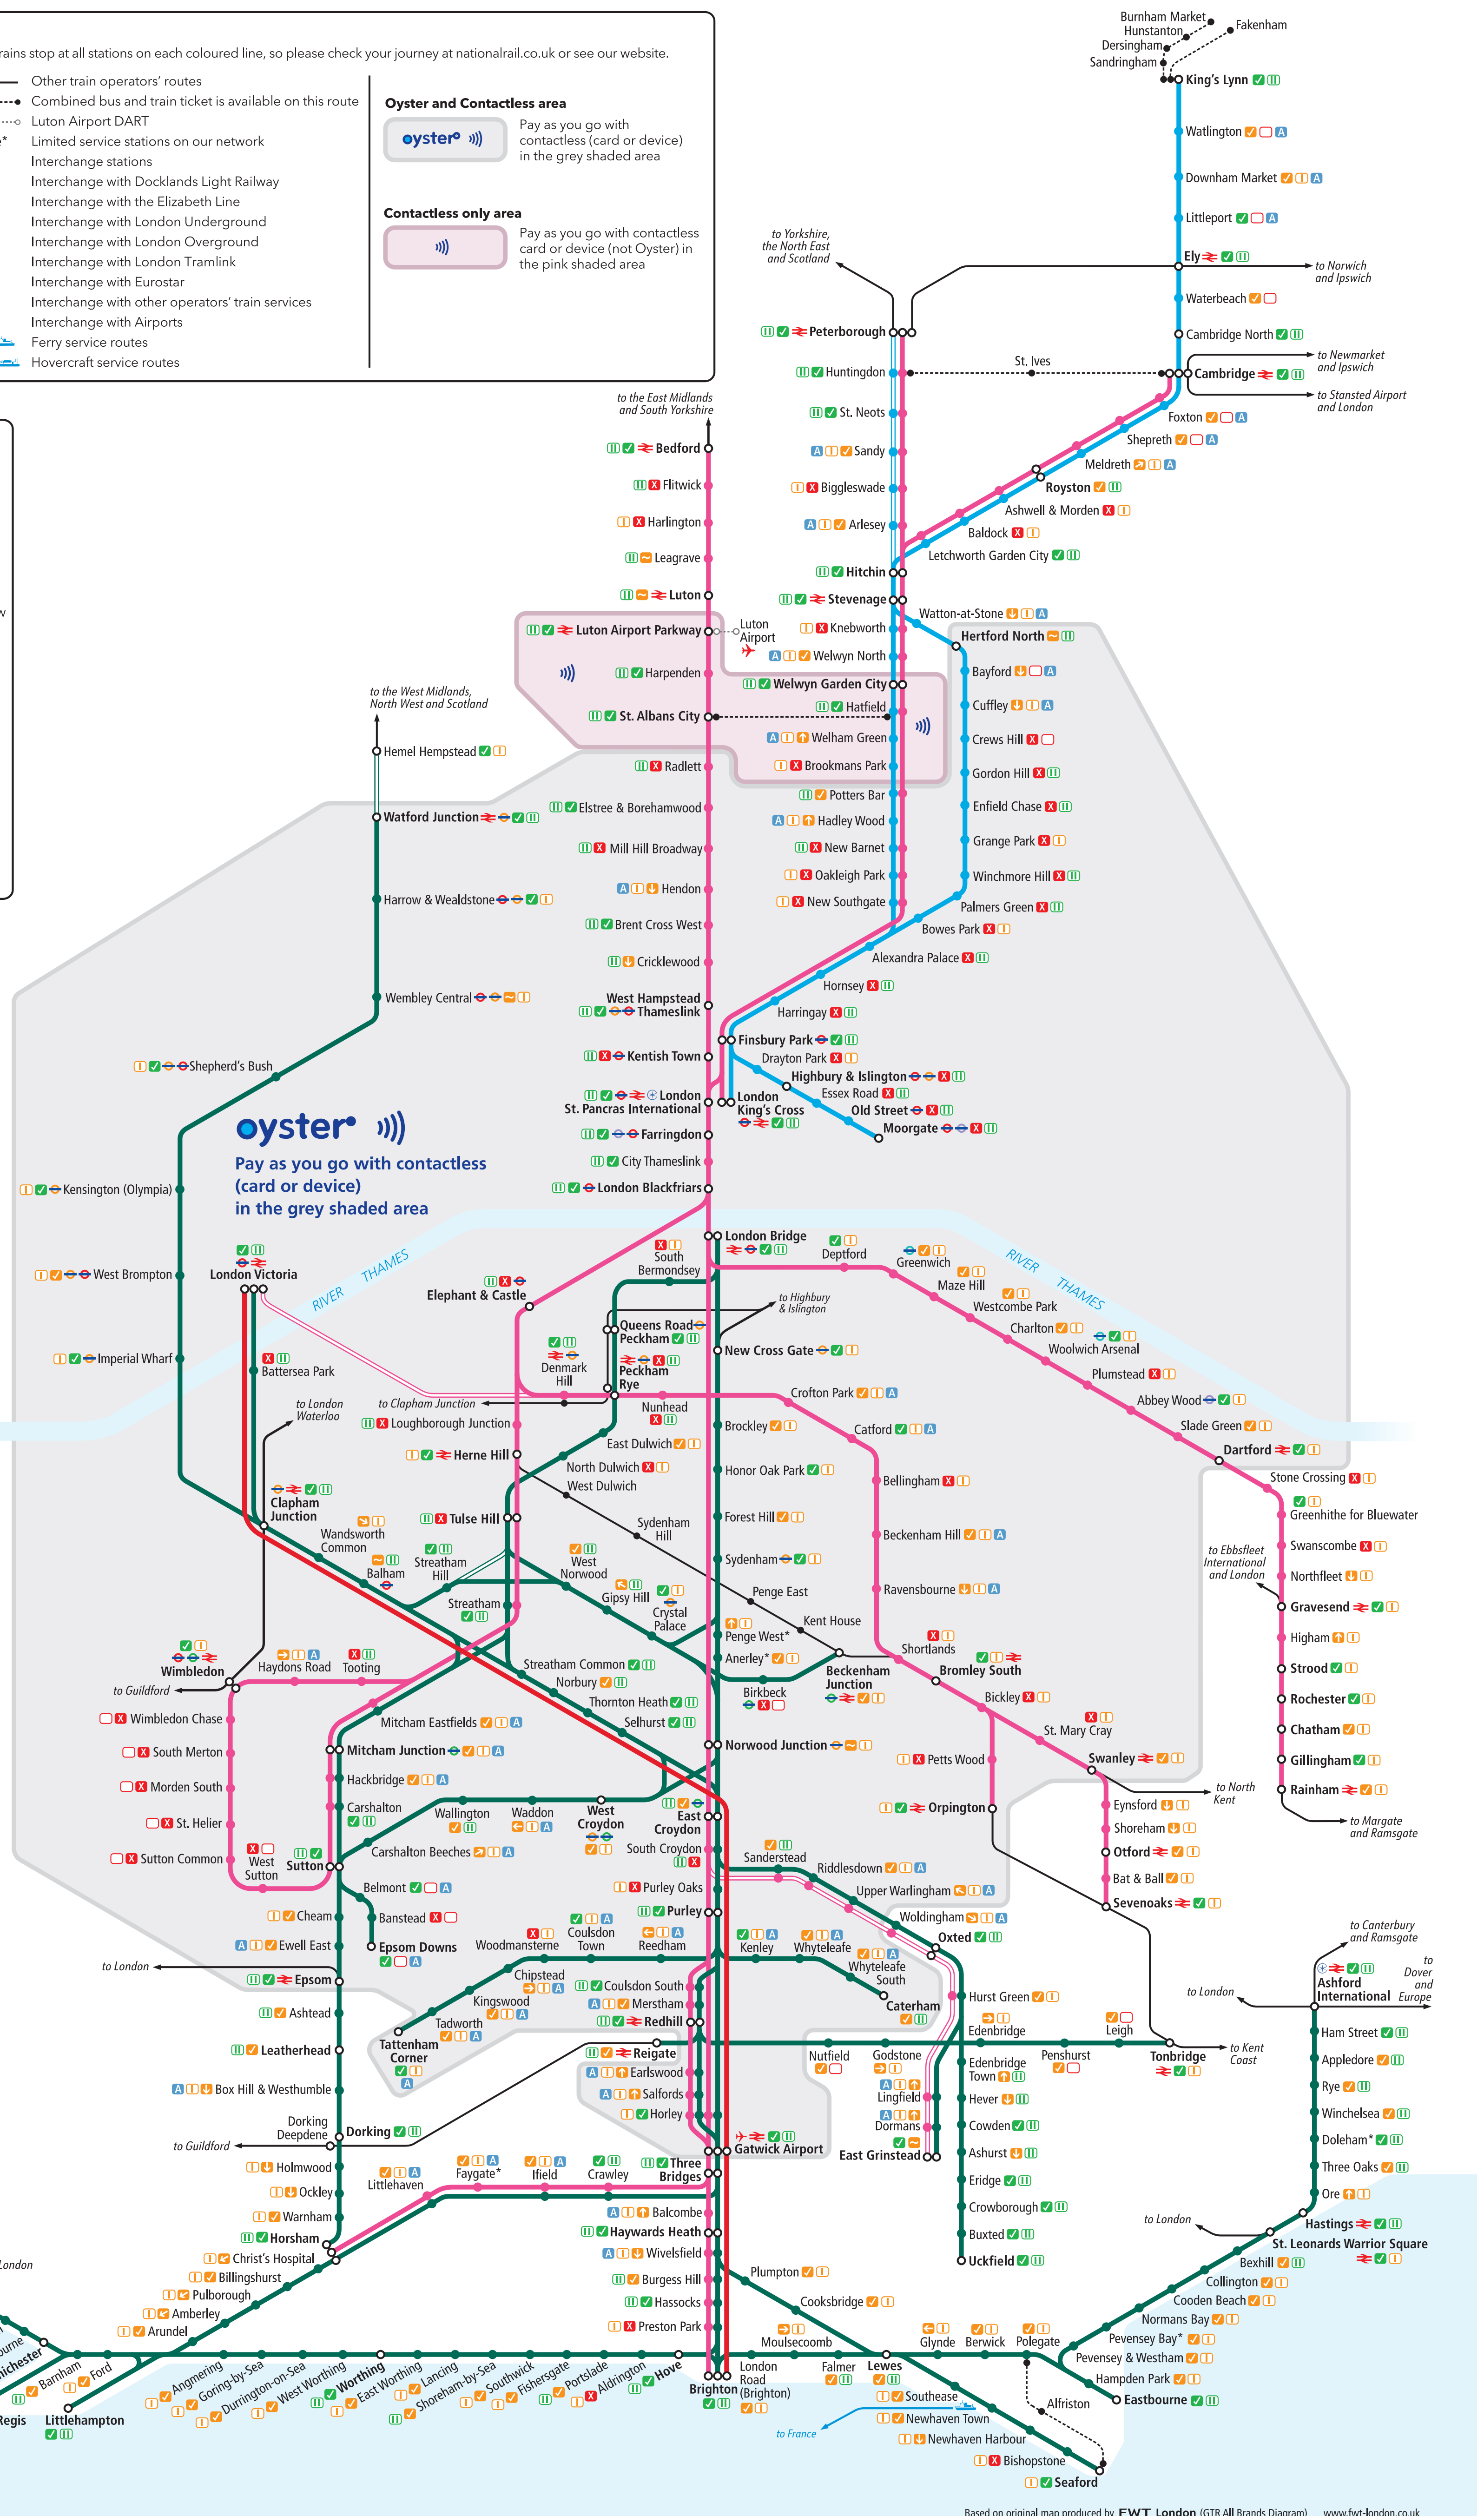 rains stop at all stations on each coloured line, so please check your journey at nationalrail.co.uk or see our website.
Other train operators' routes
Combined bus and train ticket is available on this route
Luton Airport DART
Limited service stations on our network
Interchange stations
Interchange with Docklands Light Railway
Interchange with the Elizabeth Line
Interchange with London Underground
Interchange with London Overground
Interchange with London Tramlink
Interchange with Eurostar
Interchange with other operators' train services
Interchange with Airports
Ferry service routes
Hovercraft service routes
Oyster and Contactless area
oyster
Pay as you go with
contactless (card or device)
in the grey shaded area
Contactless only area
Pay as you go with contactless
card or device (not Oyster) in
the pink shaded area
Burnham Market
Hunstanton
Fakenham
Dersingham
Sandringham
King's Lynn
Watlington
Downham Market
Littleport
Ely
to Norwich
and Ipswich
Waterbeach
Cambridge North
to Newmarket
and Ipswich
Cambridge
to Stansted Airport
and London
Foxton
Shepreth
Meldreth
Royston
Ashwell & Morden
Baldock
Letchworth Garden City
to Yorkshire,
the North East
and Scotland
Peterborough
Huntingdon
St. Ives
St. Neots
Sandy
Biggleswade
Arlesey
Hitchin
Stevenage
Knebworth
Welwyn North
Welwyn Garden City
Hatfield
Welham Green
Brookmans Park
Potters Bar
Hadley Wood
New Barnet
Oakleigh Park
New Southgate
Watton-at-Stone
Hertford North
Bayford
Cuffley
Crews Hill
Gordon Hill
Enfield Chase
Grange Park
Winchmore Hill
Palmers Green
Bowes Park
Alexandra Palace
Hornsey
Harringay
Finsbury Park
Drayton Park
Highbury & Islington
Essex Road
Old Street
Moorgate
London
King's Cross
to the East Midlands
and South Yorkshire
Bedford
Flitwick
Harlington
Leagrave
Luton
Luton Airport Parkway
Luton
Airport
Harpenden
St. Albans City
Radlett
Elstree & Borehamwood
Mill Hill Broadway
Hendon
Brent Cross West
Cricklewood
West Hampstead
Thameslink
Kentish Town
London
St. Pancras International
Farringdon
City Thameslink
London Blackfriars
to the West Midlands,
North West and Scotland
Hemel Hempstead
Watford Junction
Harrow & Wealdstone
Wembley Central
Shepherd's Bush
oyster
Pay as you go with contactless
(card or device)
in the grey shaded area
Kensington (Olympia)
West Brompton
Imperial Wharf
London Victoria
RIVER THAMES
RIVER THAMES
Battersea Park
to London
Waterloo
Clapham
Junction
London Bridge
South
Bermondsey
Elephant & Castle
to Highbury
& Islington
Queens Road
Peckham
Denmark
Hill
Peckham
Rye
to Clapham Junction
Nunhead
Loughborough Junction
Herne Hill
East Dulwich
North Dulwich
West Dulwich
Tulse Hill
Sydenham
Hill
Deptford
Greenwich
Maze Hill
Westcombe Park
Charlton
Woolwich Arsenal
Plumstead
Abbey Wood
Slade Green
Dartford
Stone Crossing
Greenhithe for Bluewater
Swanscombe
to Ebbsfleet
International
and London
Northfleet
Gravesend
Higham
Strood
Rochester
Chatham
Gillingham
Rainham
to Margate
and Ramsgate
New Cross Gate
Brockley
Honor Oak Park
Forest Hill
Sydenham
Penge East
Kent House
Penge West*
Anerley*
Birkbeck
Beckenham
Junction
Crofton Park
Catford
Bellingham
Beckenham Hill
Ravensbourne
Shortlands
Bromley South
Bickley
St. Mary Cray
Swanley
to North
Kent
Petts Wood
Orpington
Eynsford
Shoreham
Otford
Bat & Ball
Sevenoaks
Wandsworth
Common
Balham
Streatham
Hill
West
Norwood
Gipsy Hill
Crystal
Palace
Streatham
Streatham Common
Norbury
Thornton Heath
Selhurst
Norwood Junction
Wimbledon
to Guildford
Haydons Road
Tooting
Wimbledon Chase
South Merton
Morden South
St. Helier
Sutton Common
West
Sutton
Sutton
Mitcham Eastfields
Mitcham Junction
Hackbridge
Carshalton
Wallington
Waddon
West
Croydon
Carshalton Beeches
East
Croydon
South Croydon
Purley Oaks
Purley
Belmont
Banstead
Epsom Downs
Cheam
Ewell East
to London
Epsom
Ashtead
Leatherhead
Box Hill & Westhumble
Dorking
Deepdene
Dorking
to Guildford
Holmwood
Ockley
Warnham
Horsham
Christ's Hospital
Billingshurst
Pulborough
Amberley
Arundel
Woodmansterne
Coulsdon
Town
Reedham
Chipstead
Kingswood
Tadworth
Tattenham
Corner
Kenley
Whyteleafe
Whyteleafe
South
Caterham
Sanderstead
Riddlesdown
Upper Warlingham
Woldingham
Oxted
Hurst Green
Coulsdon South
Merstham
Redhill
Reigate
Earlswood
Salfords
Horley
Gatwick Airport
Nutfield
Godstone
Edenbridge
Penshurst
Leigh
Tonbridge
to Kent
Coast
Edenbridge
Town
Lingfield
Hever
Dormans
Cowden
East Grinstead
Ashurst
Eridge
Crowborough
Buxted
Uckfield
Littlehaven
Faygate*
Ifield
Crawley
Three
Bridges
Balcombe
Haywards Heath
Wivelsfield
Burgess Hill
Hassocks
Preston Park
Brighton
Plumpton
Cooksbridge
to Canterbury
and Ramsgate
to London
Ashford
International
to
Dover
and
Europe
Ham Street
Appledore
Rye
Winchelsea
Doleham*
Three Oaks
Ore
Hastings
to London
St. Leonards Warrior Square
Bexhill
Collington
Cooden Beach
Normans Bay
Pevensey Bay*
Pevensey & Westham
Hampden Park
Eastbourne
London
Barnham
Ford
Littlehampton
Regis
Angmering
Goring-by-Sea
Durrington-on-Sea
West Worthing
Worthing
East Worthing
Lancing
Shoreham-by-Sea
Southwick
Fishersgate
Portslade
Aldrington
Hove
London
Road
(Brighton)
Moulsecoomb
Falmer
Lewes
Glynde
Berwick
Polegate
Southease
Newhaven Town
Newhaven Harbour
Bishopstone
Seaford
Alfriston
to France
Based on original map produced by FWT London (GTR All Brands Diagram) www.fwt-london.co.uk